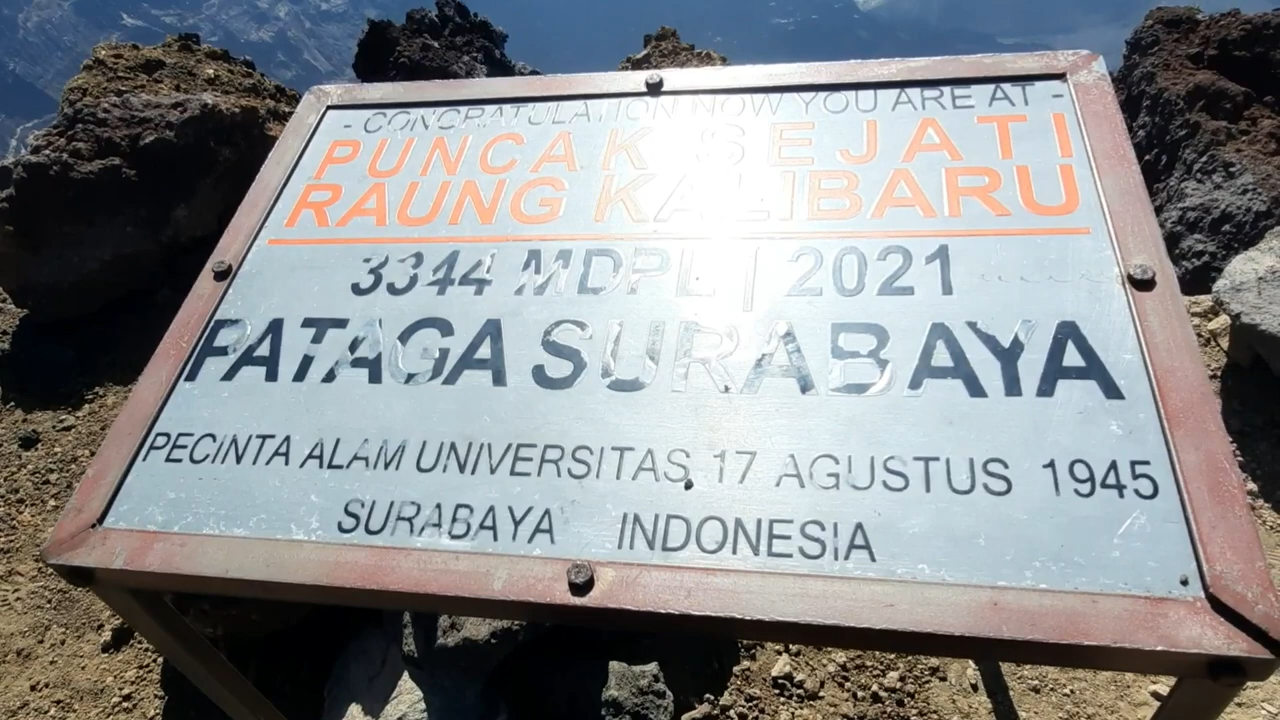 - CONGRATULATION NOW YOU ARE AT -
PUNCAK SEJATI
RAUNG KALIBARU
3344 MDPL | 2021
PATAGA SURABAYA
PECINTA ALAM UNIVERSITAS 17 AGUSTUS 1945
SURABAYA INDONESIA